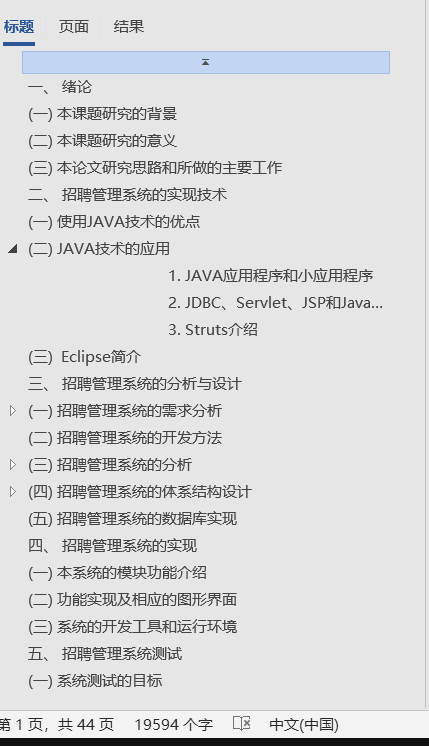 标题 页面 结果
一、 绪论
(一) 本课题研究的背景
(二) 本课题研究的意义
(三) 本论文研究思路和所做的主要工作
二、 招聘管理系统的实现技术
(一) 使用JAVA技术的优点
(二) JAVA技术的应用
1. JAVA应用程序和小应用程序
2. JDBC、Servlet、JSP和Java...
3. Struts介绍
(三) Eclipse简介
三、 招聘管理系统的分析与设计
(一) 招聘管理系统的需求分析
(二) 招聘管理系统的开发方法
(三) 招聘管理系统的分析
(四) 招聘管理系统的体系结构设计
(五) 招聘管理系统的数据库实现
四、 招聘管理系统的实现
(一) 本系统的模块功能介绍
(二) 功能实现及相应的图形界面
(三) 系统的开发工具和运行环境
五、 招聘管理系统测试
(一) 系统测试的目标
第 1 页，共 44 页 19594 个字 中文(中国)